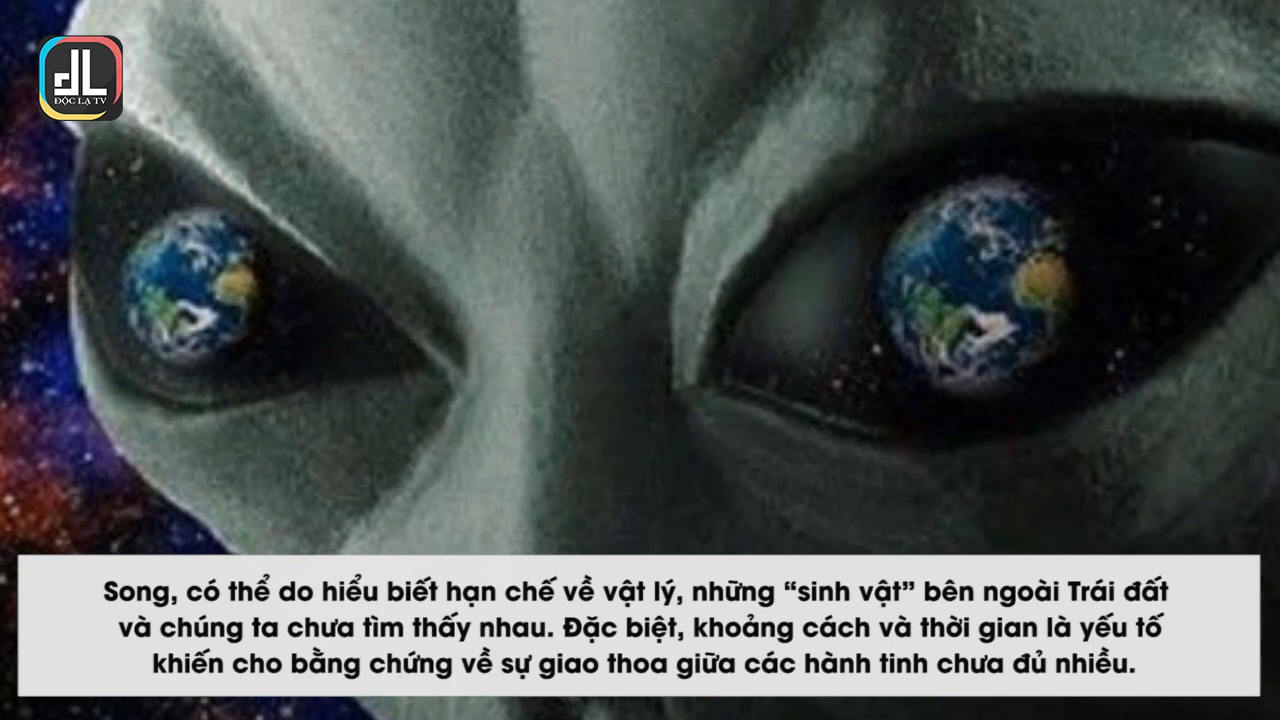 ĐỘC LẠ TV
Song, có thể do hiểu biết hạn chế về vật lý, những “sinh vật” bên ngoài Trái đất
và chúng ta chưa tìm thấy nhau. Đặc biệt, khoảng cách và thời gian là yếu tố
khiến cho bằng chứng về sự giao thoa giữa các hành tinh chưa đủ nhiều.